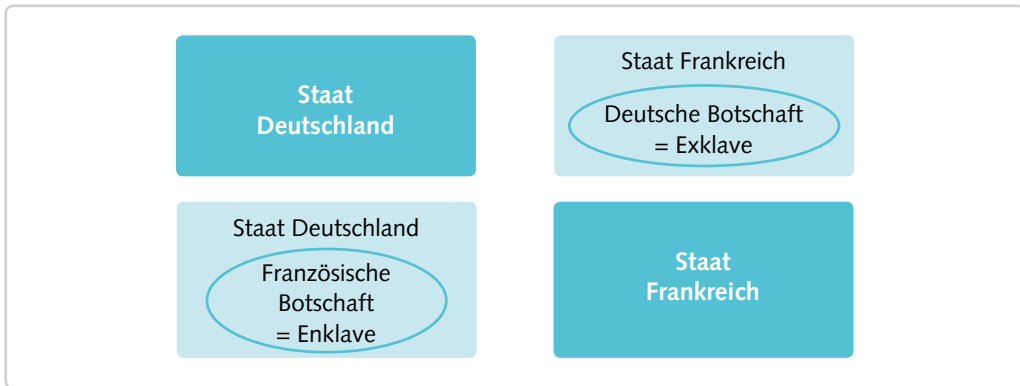 Staat
Deutschland
Staat Frankreich
Deutsche Botschaft
= Exklave
Staat Deutschland
Französische
Botschaft
= Enklave
Staat
Frankreich